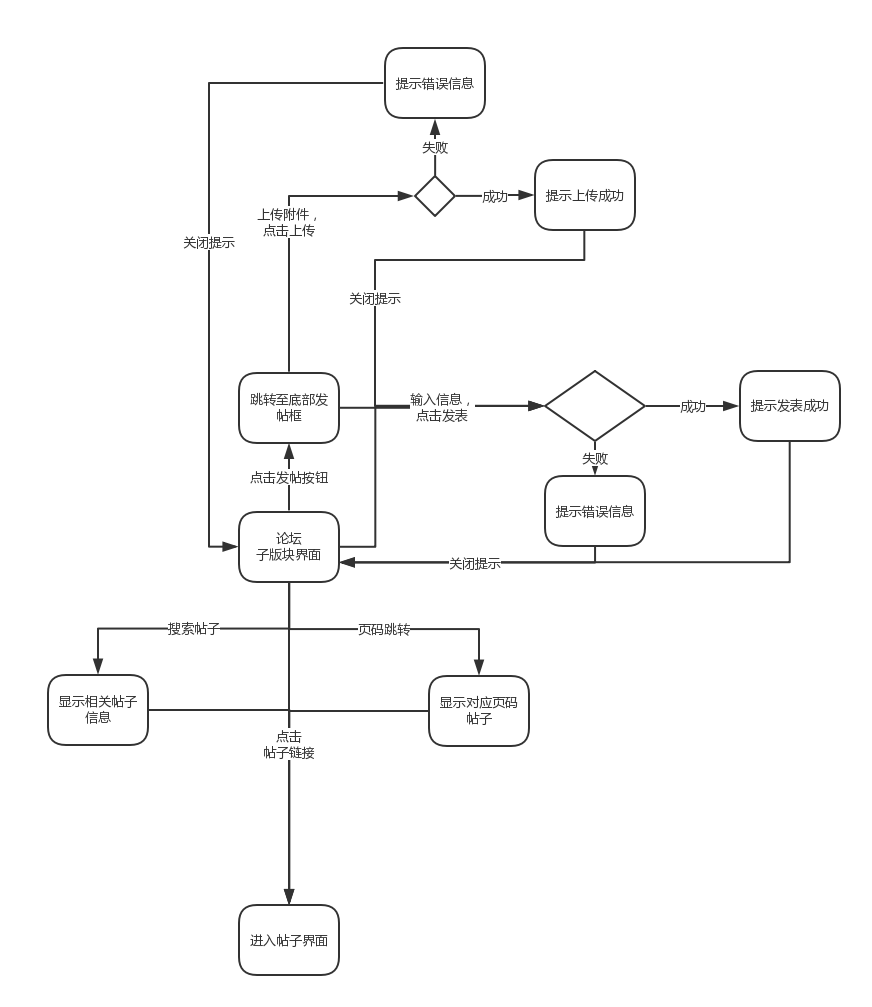 提示错误信息
失败
成功
提示上传成功
上传附件，
点击上传
关闭提示
关闭提示
跳转至底部发
帖框
输入信息，
点击发表
成功
提示发表成功
失败
点击发帖按钮
提示错误信息
论坛
子版块界面
关闭提示
搜索帖子
页码跳转
显示相关帖子
信息
显示对应页码
帖子
点击
帖子链接
进入帖子界面